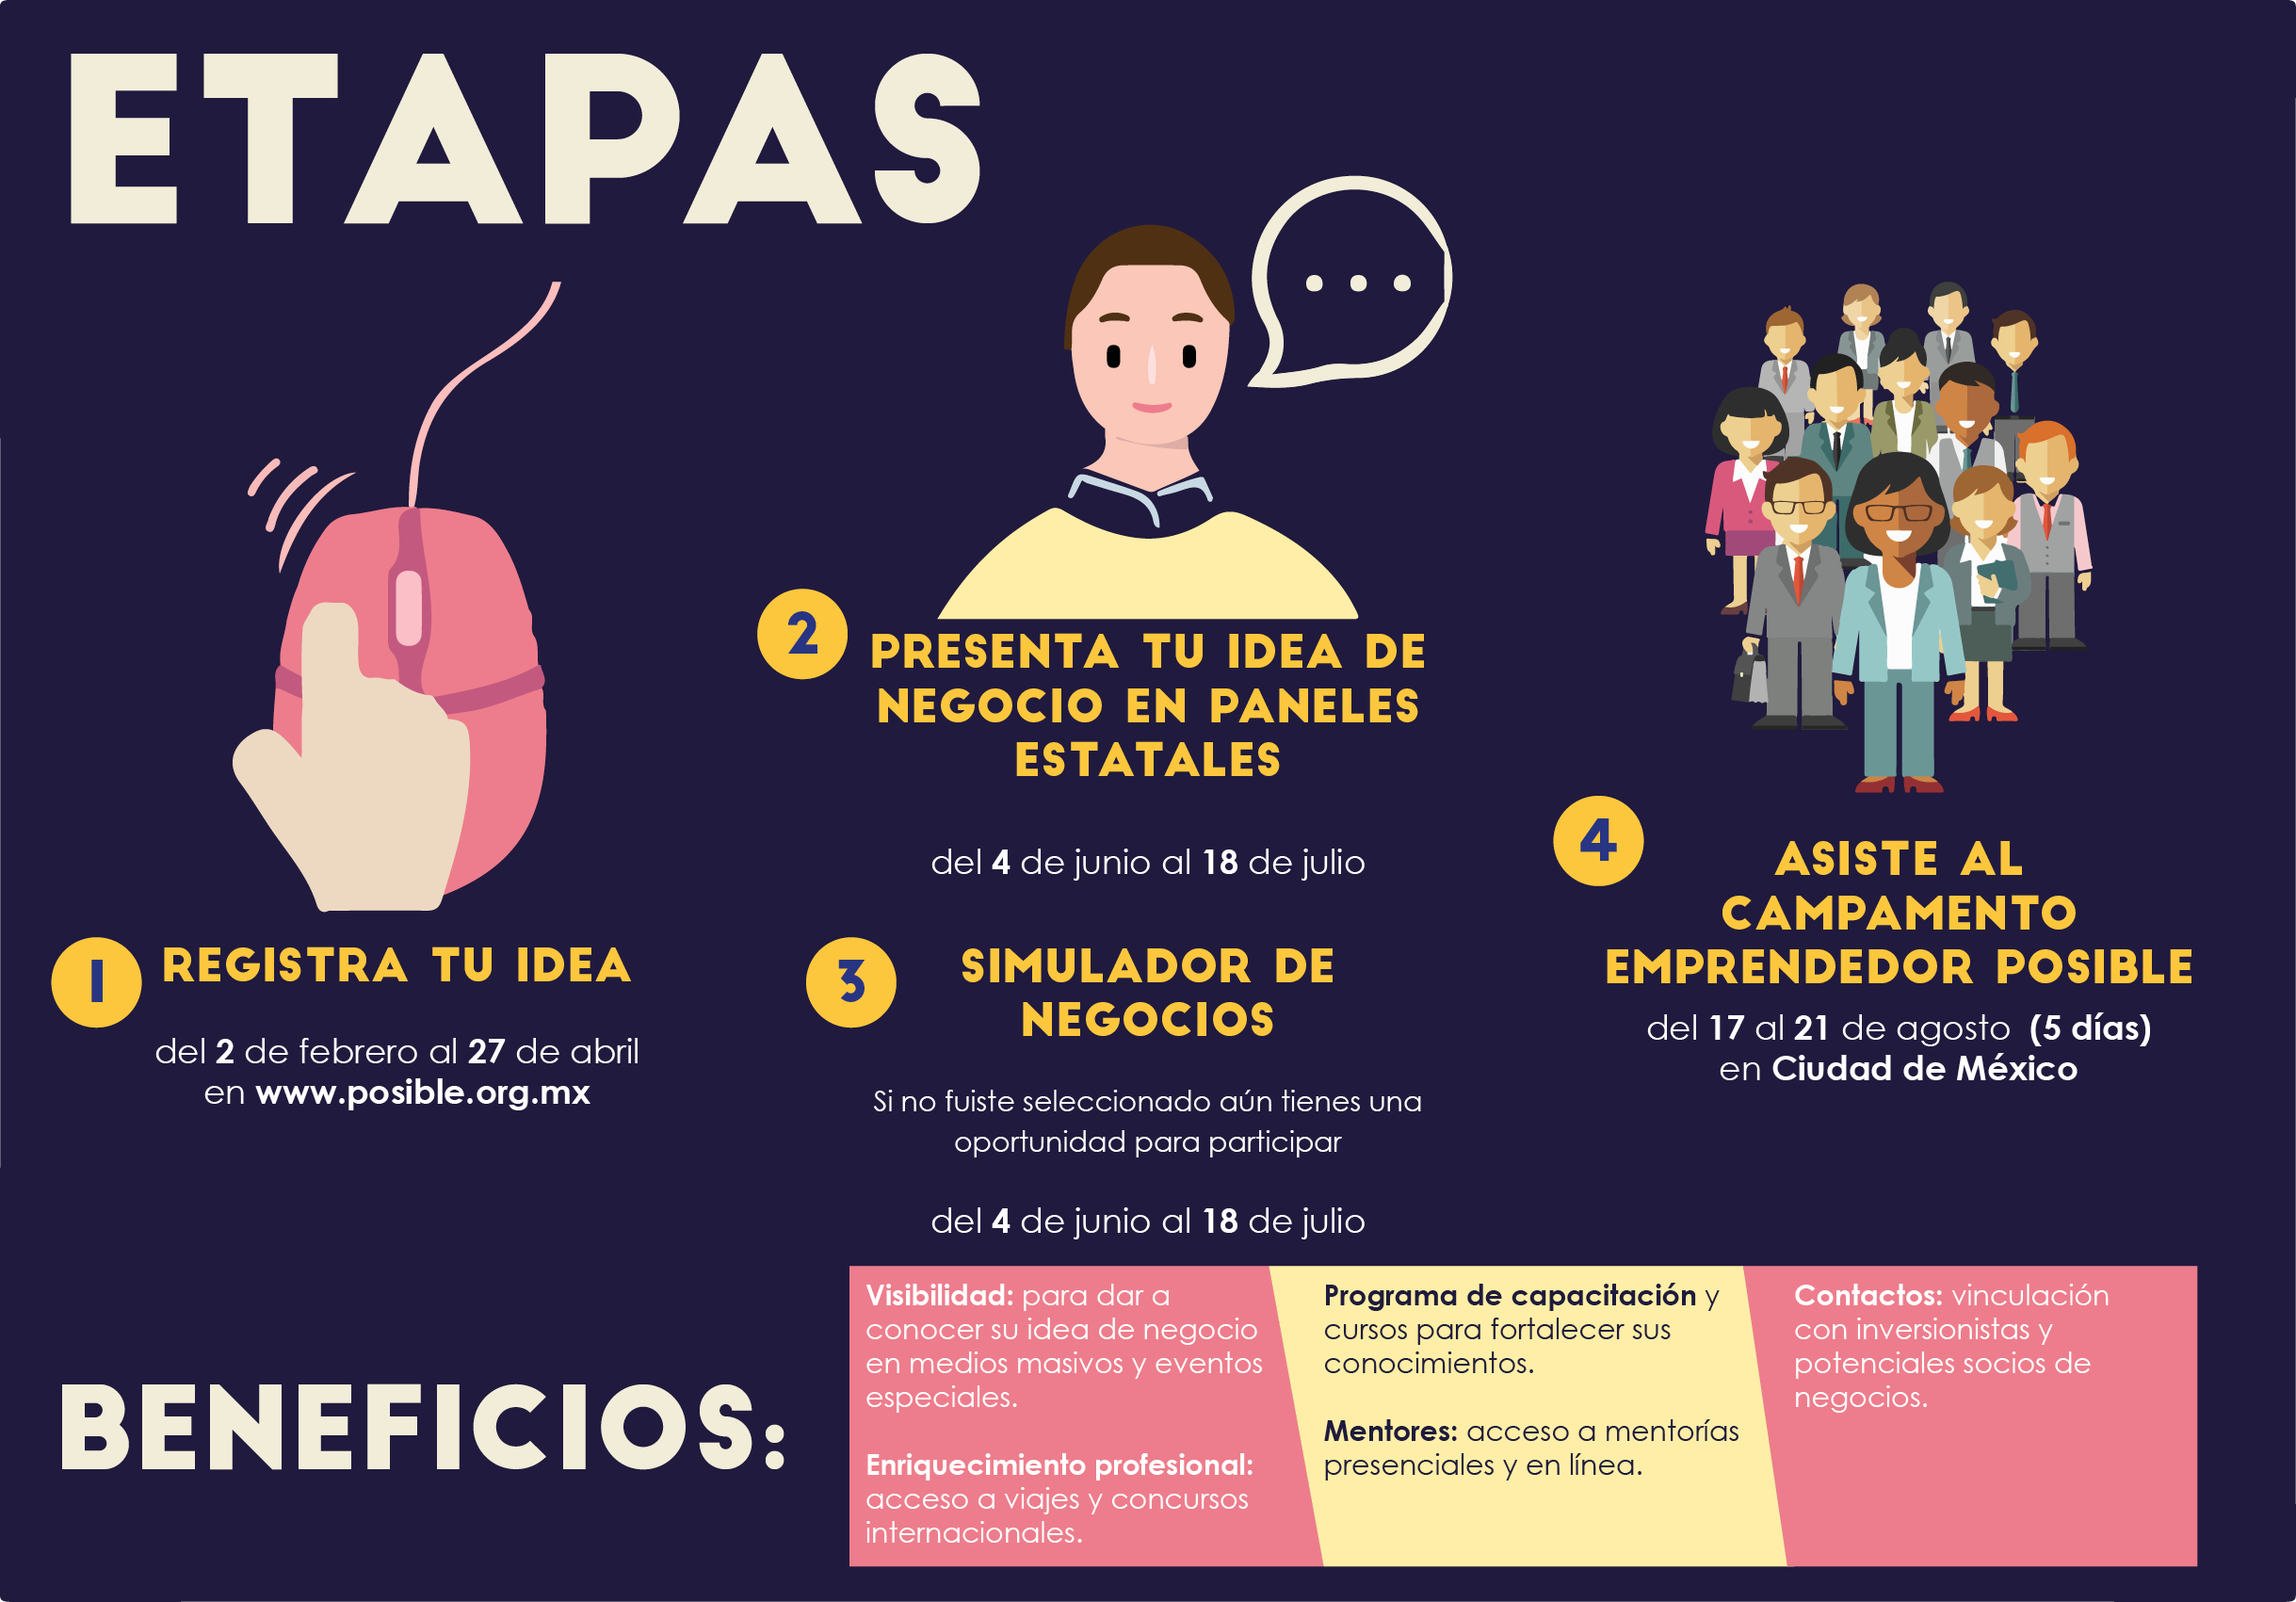 ETAPAS
1
REGISTRA TU IDEA
del 2 de febrero al 27 de abril
en www.posible.org.mx
2
PRESENTA TU IDEA DE
NEGOCIO EN PANELES
ESTATALES
del 4 de junio al 18 de julio
3
SIMULADOR DE
NEGOCIOS
Si no fuiste seleccionado aún tienes una
oportunidad para participar
del 4 de junio al 18 de julio
4
ASISTE AL
CAMPAMENTO
EMPRENDEDOR POSIBLE
del 17 al 21 de agosto (5 días)
en Ciudad de México
BENEFICIOS:
Visibilidad: para dar a
conocer su idea de negocio
en medios masivos y eventos
especiales.
Enriquecimiento profesional:
acceso a viajes y concursos
internacionales.
Programa de capacitación y
cursos para fortalecer sus
conocimientos.
Mentores: acceso a mentorías
presenciales y en línea.
Contactos: vinculación
con inversionistas y
potenciales socios de
negocios.